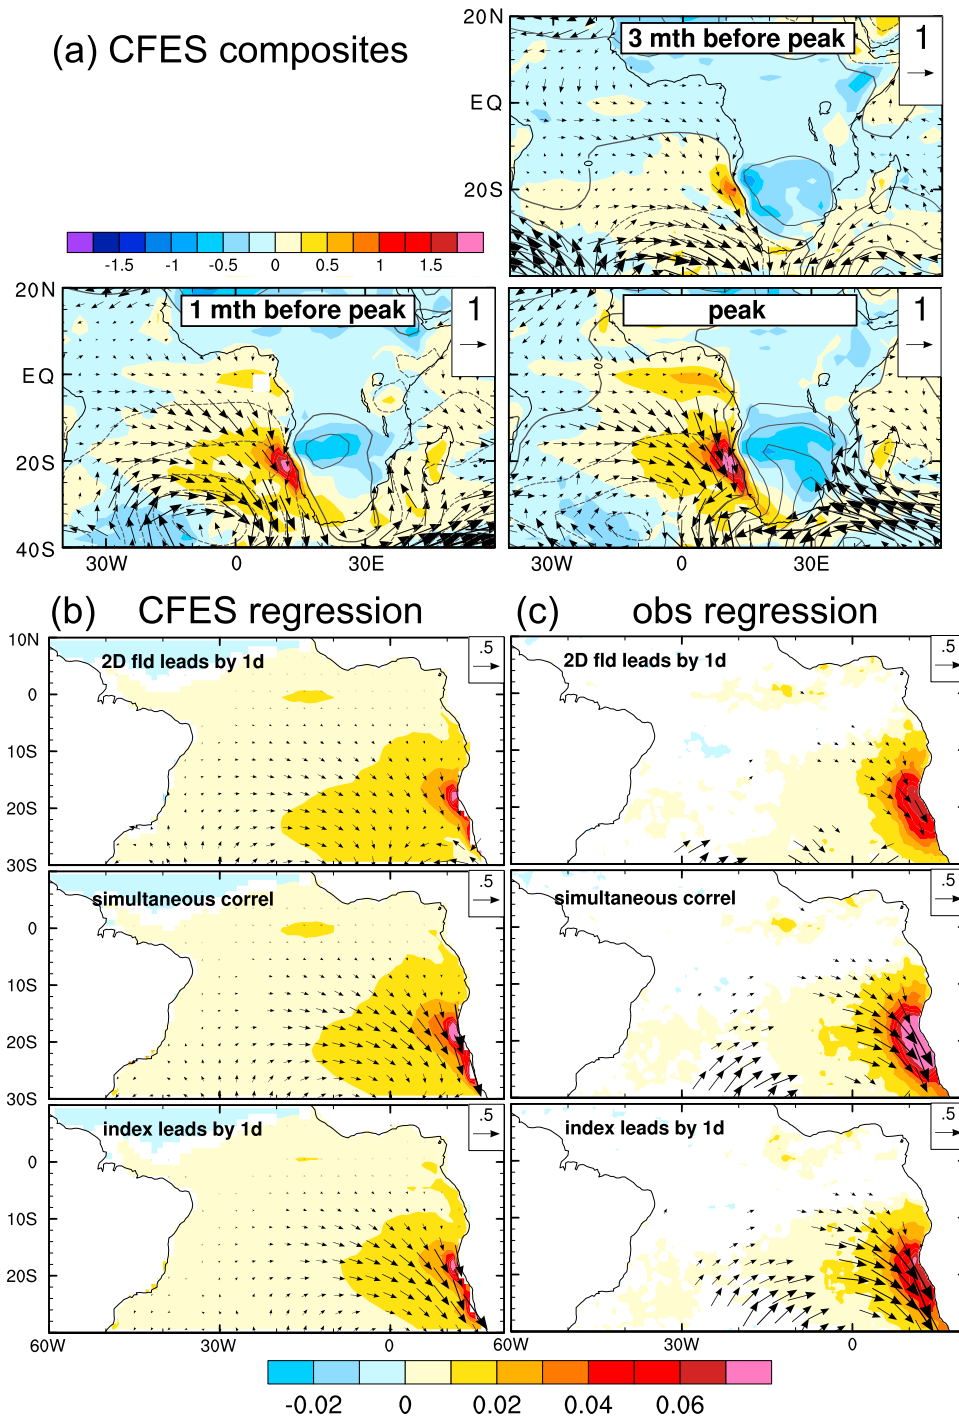 (a) CFES composites
3 mth before peak
1
20N
EQ
20S
-1.5 -1 -0.5 0 0.5 1 1.5
1 mth before peak
1
peak
1
20N
EQ
20S
40S
0
0
30W 0 30E
30W 0 30E
(b) CFES regression
(c) obs regression
2D fld leads by 1d
.5
2D fld leads by 1d
.5
10N
0
10S
20S
30S
simultaneous correl
.5
simultaneous correl
.5
0
10S
20S
30S
index leads by 1d
.5
index leads by 1d
.5
0
10S
20S
60W 30W 0
30W 0
-0.02 0 0.02 0.04 0.06